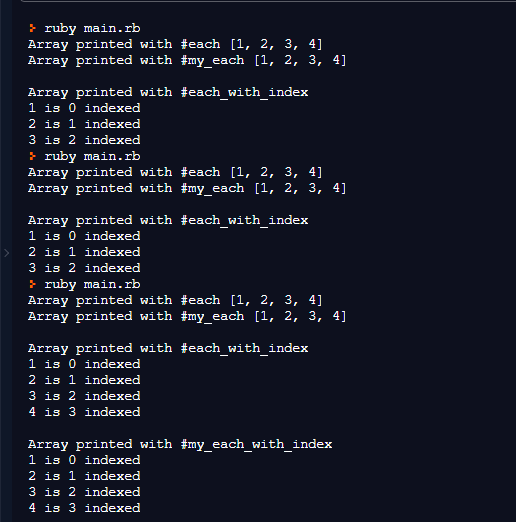 ruby main.rb
Array printed with #each [1, 2, 3, 4]
Array printed with #my_each [1, 2, 3, 4]
Array printed with #each_with_index
1 is 0 indexed
2 is 1 indexed
3 is 2 indexed
ruby main.rb
Array printed with #each [1, 2, 3, 4]
Array printed with #my_each [1, 2, 3, 4]
Array printed with #each_with_index
1 is 0 indexed
2 is 1 indexed
3 is 2 indexed
ruby main.rb
Array printed with #each [1, 2, 3, 4]
Array printed with #my_each [1, 2, 3, 4]
Array printed with #each_with_index
1 is 0 indexed
2 is 1 indexed
3 is 2 indexed
4 is 3 indexed
Array printed with #my_each_with_index
1 is 0 indexed
2 is 1 indexed
3 is 2 indexed
4 is 3 indexed